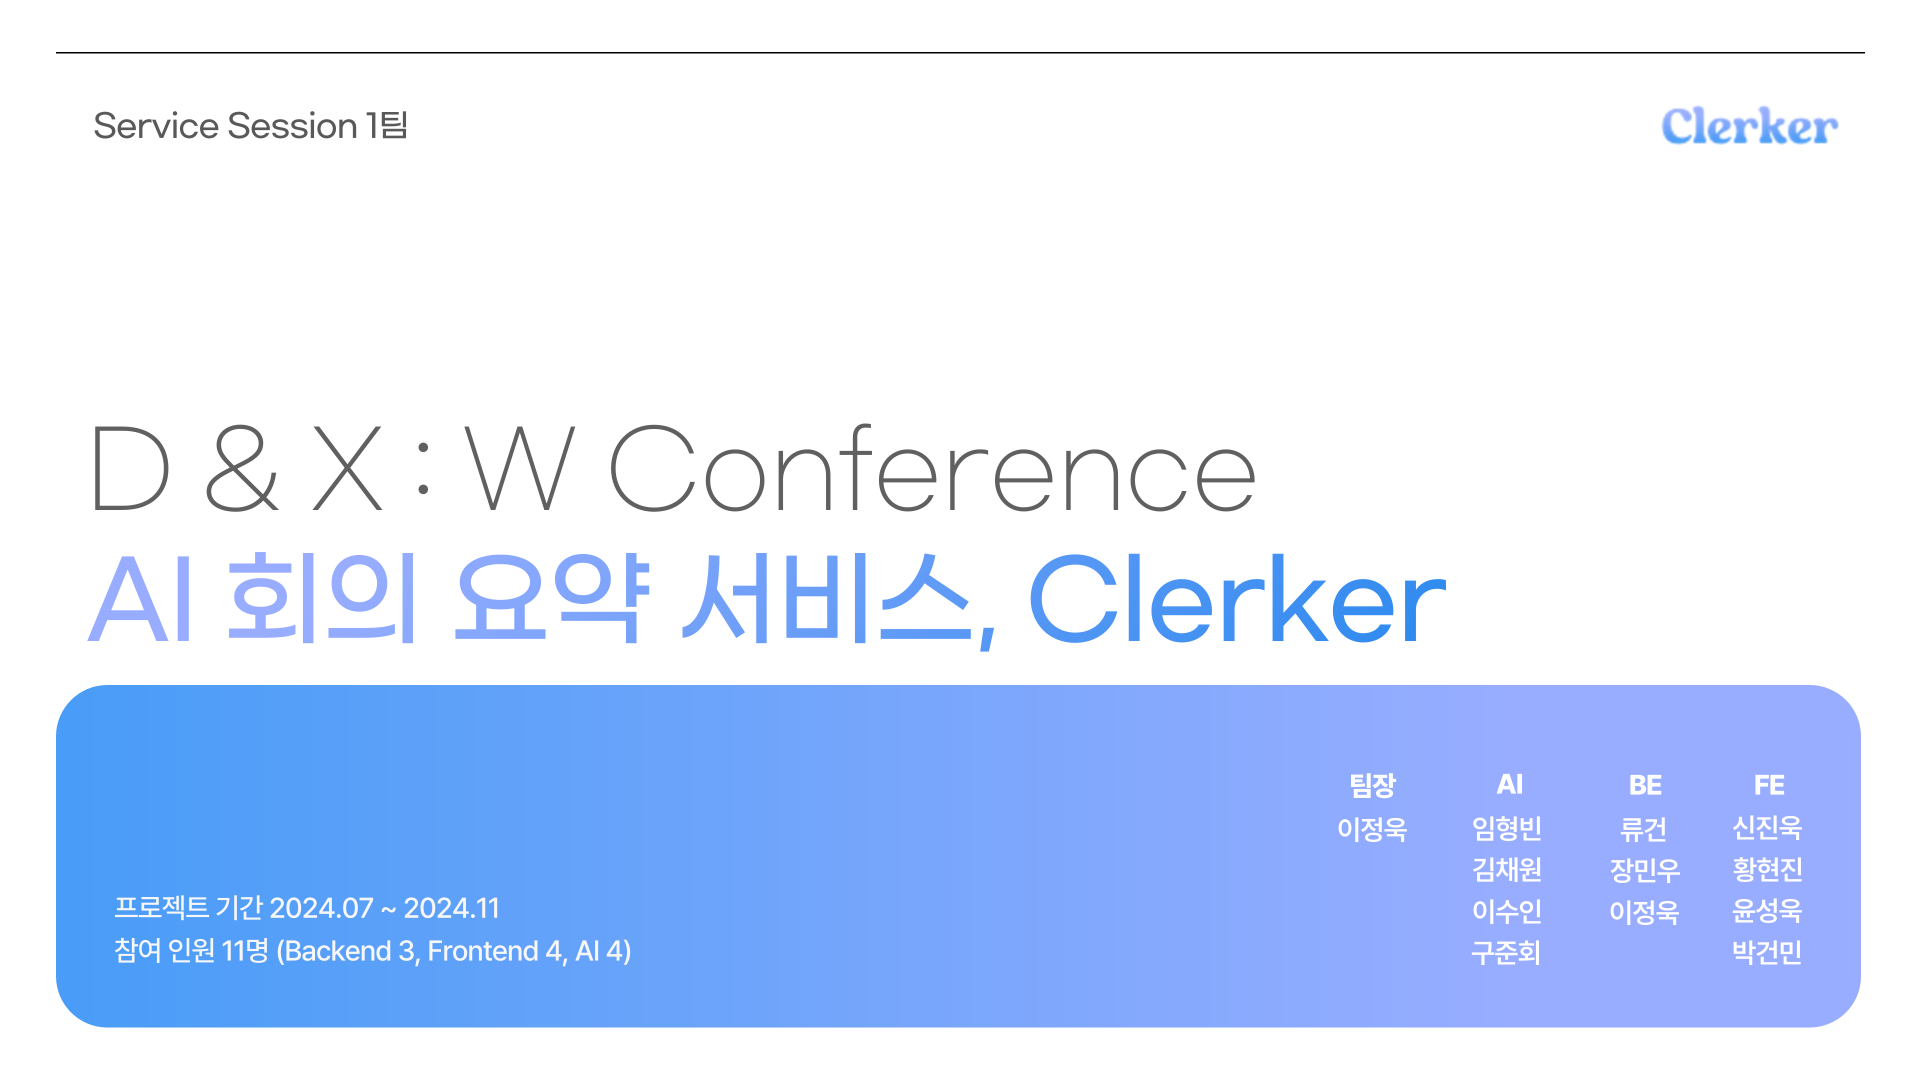 Service Session 1팀
Clerker
D & X : W Conference
AI 회의 요약 서비스, Clerker
프로젝트 기간 2024.07 ~ 2024.11
참여 인원 11명 (Backend 3, Frontend 4, AI 4)
팀장
이정욱
AI
임형빈
김채원
이수인
구준회
BE
류건
장민우
이정욱
FE
신진욱
황현진
윤성욱
박건민